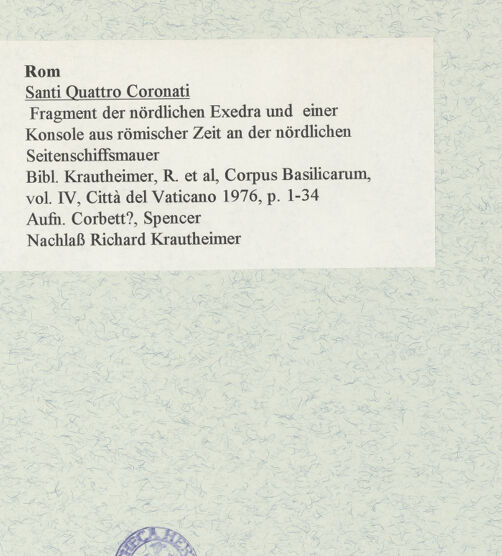 Rom
Santi Quattro Coronati
Fragment der nördlichen Exedra und einer
Konsole aus römischer Zeit an der nördlichen
Seitenschiffsmauer
Bibl. Krautheimer, R. et al, Corpus Basilicarum,
vol. IV, Città del Vaticano 1976, p. 1-34
Aufn. Corbett?, Spencer
Nachlaß Richard Krautheimer